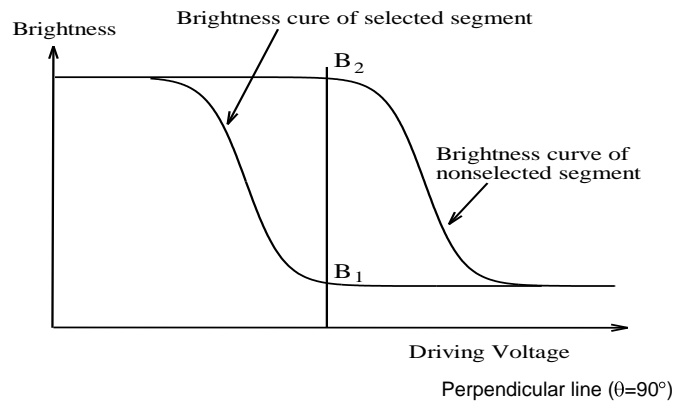 Brightness cure of selected segment
Brightness
B2
Brightness curve of
nonselected segment
B1
Driving Voltage
Perpendicular line (θ=90°)